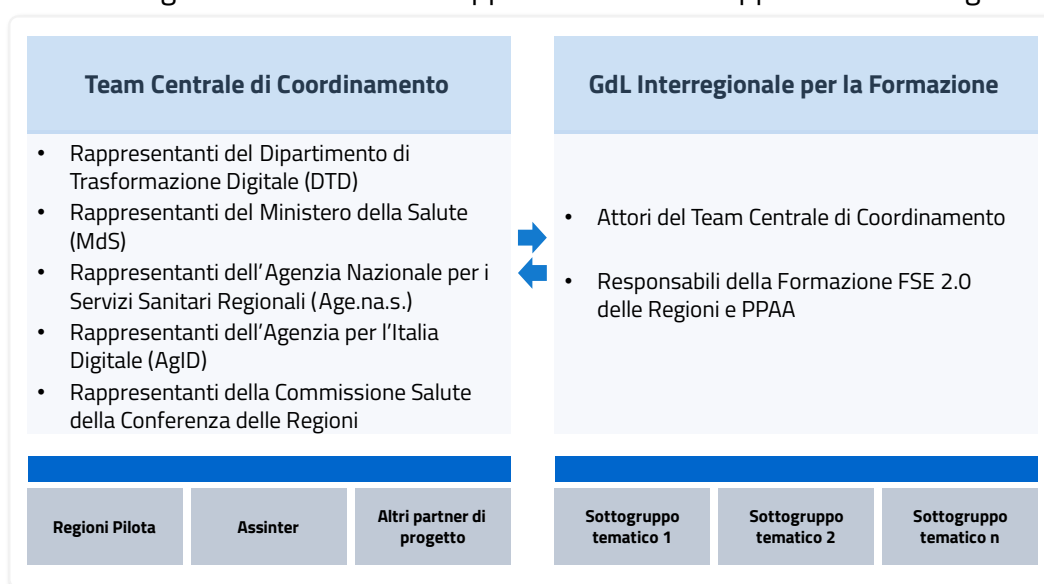 Team Centrale di Coordinamento
• Rappresentanti del Dipartimento di
Trasformazione Digitale (DTD)
• Rappresentanti del Ministero della Salute
(MdS)
• Rappresentanti dell'Agenzia Nazionale per i
Servizi Sanitari Regionali (Age.na.s.)
• Rappresentanti dell'Agenzia per l'Italia
Digitale (AgID)
• Rappresentanti della Commissione Salute
della Conferenza delle Regioni
Regioni Pilota
Assinter
Altri partner di
progetto
GdL Interregionale per la Formazione
• Attori del Team Centrale di Coordinamento
• Responsabili della Formazione FSE 2.0
delle Regioni e PPAA
Sottogruppo
tematico 1
Sottogruppo
tematico 2
Sottogruppo
tematico n